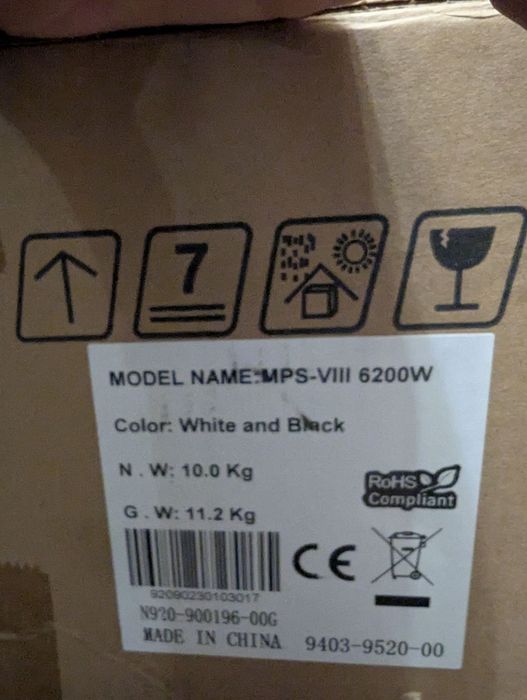 7
MODEL NAME:MPS-VIII 6200W
Color: White and Black
N . W: 10.0 Kg
G . W: 11.2 Kg
RoHS
Compliant
CE
92090230103017
N920-900196-00G
MADE IN CHINA
9403-9520-00